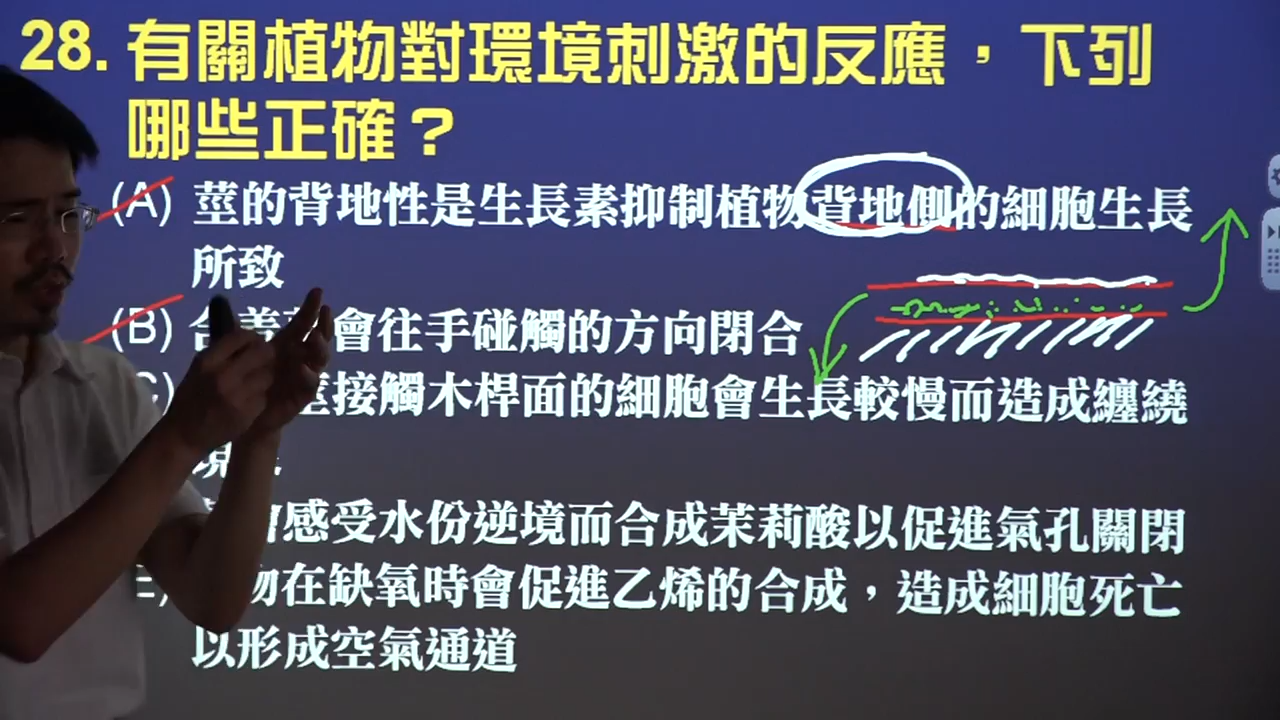 28. 有關植物對環境刺激的反應，下列
哪些正確？
(A) 莖的背地性是生長素抑制植物背地側的細胞生長
所致
(B) 會往手碰觸的方向閉合
接觸木桿面的細胞會生長較慢而造成纏繞
感受水份逆境而合成茉莉酸以促進氣孔關閉
物在缺氧時會促進乙烯的合成，造成細胞死亡
以形成空氣通道